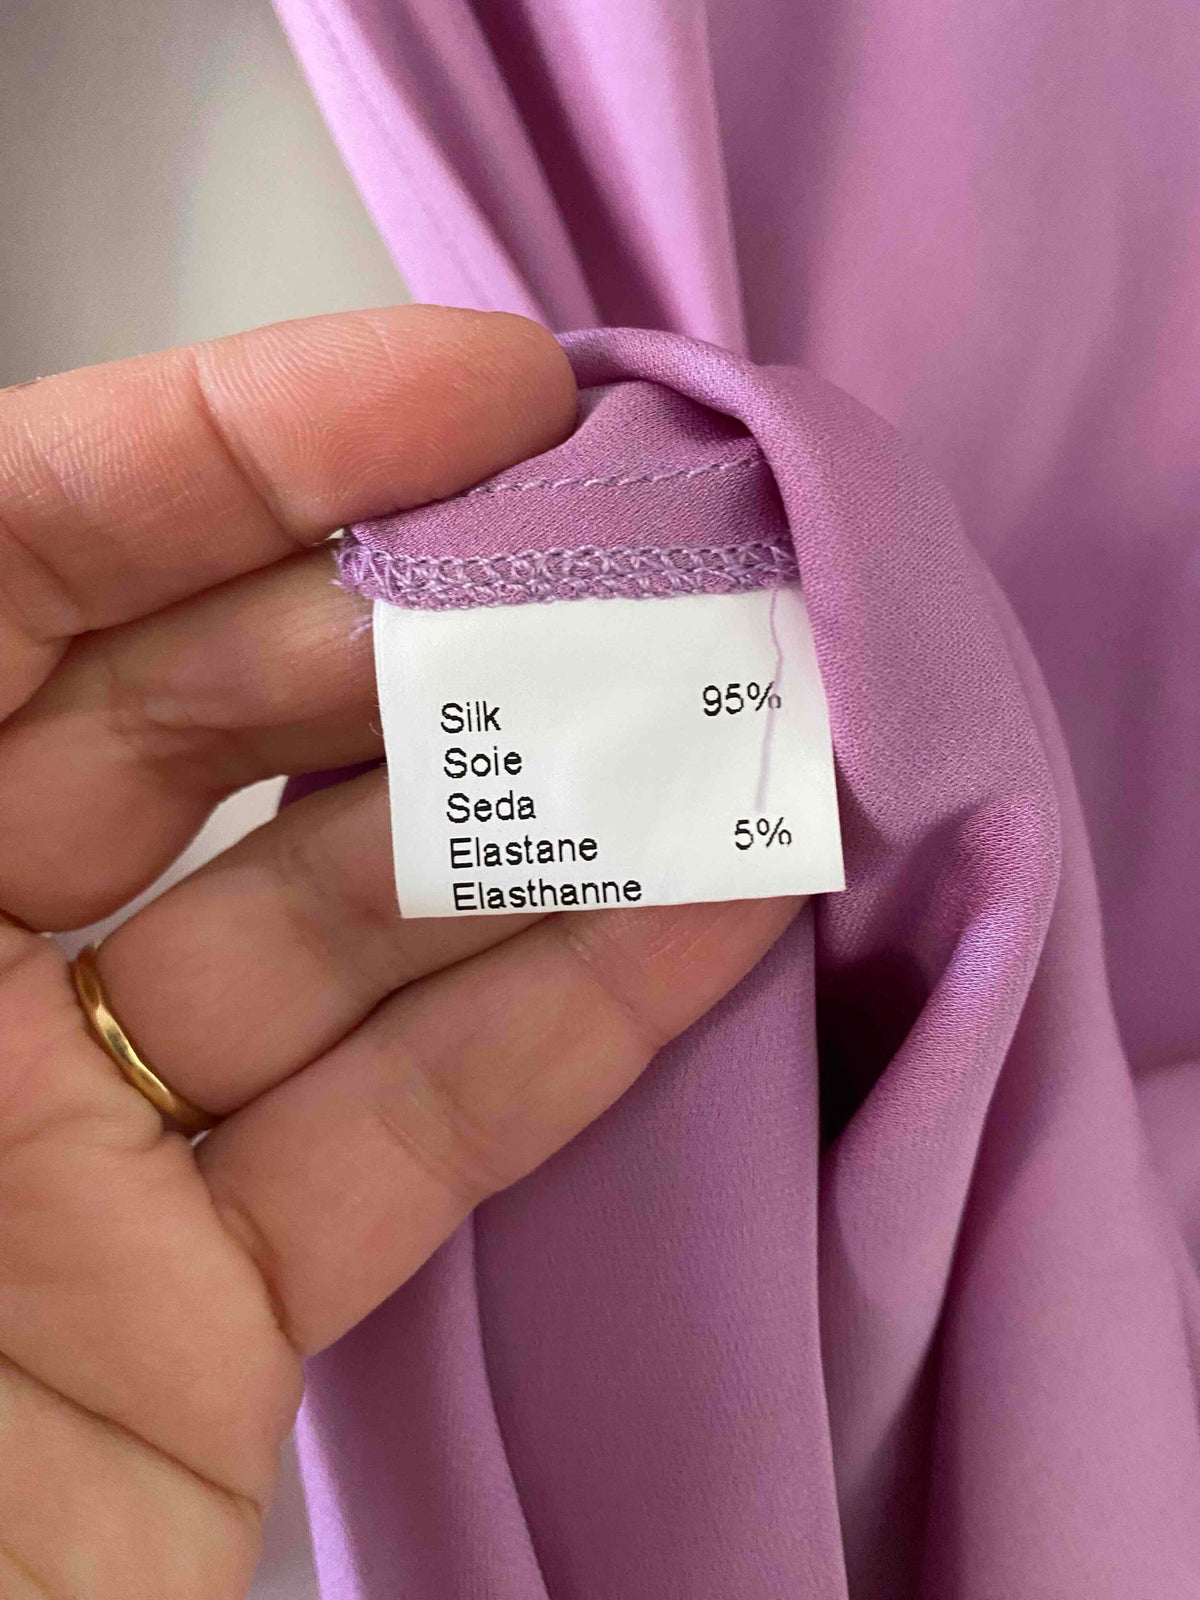 Silk 95%
Soie
Seda
Elastane 5%
Elasthanne